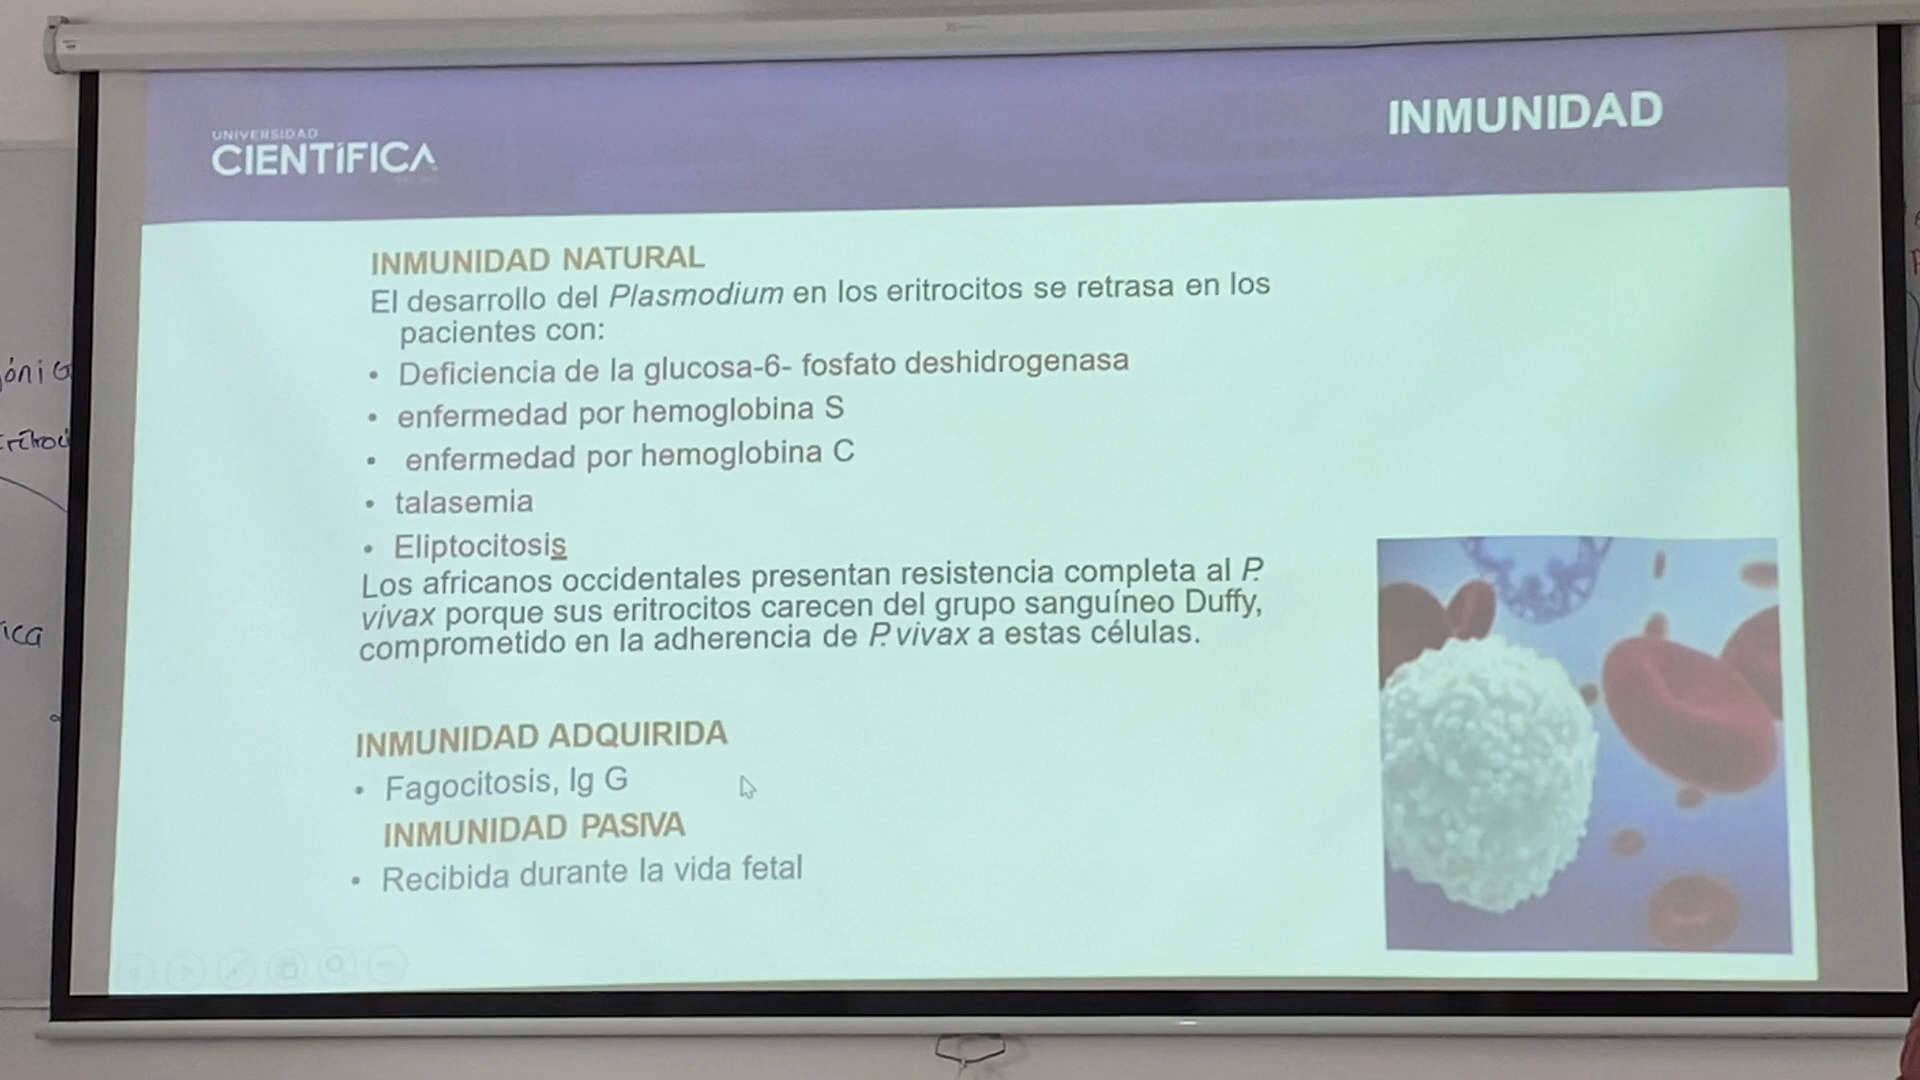 UNIVERSIDAD
CIENTÍFICA
INMUNIDAD
INMUNIDAD NATURAL
El desarrollo del Plasmodium en los eritrocitos se retrasa en los
pacientes con:
• Deficiencia de la glucosa-6- fosfato deshidrogenasa
• enfermedad por hemoglobina S
• enfermedad por hemoglobina C
• talasemia
• Eliptocitosis
Los africanos occidentales presentan resistencia completa al P.
vivax porque sus eritrocitos carecen del grupo sanguíneo Duffy,
comprometido en la adherencia de P. vivax a estas células.
INMUNIDAD ADQUIRIDA
• Fagocitosis, Ig G
INMUNIDAD PASIVA
• Recibida durante la vida fetal